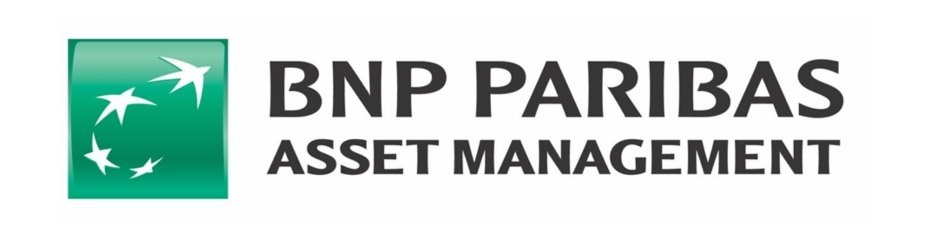 BNP PARIBAS
ASSET MANAGEMENT